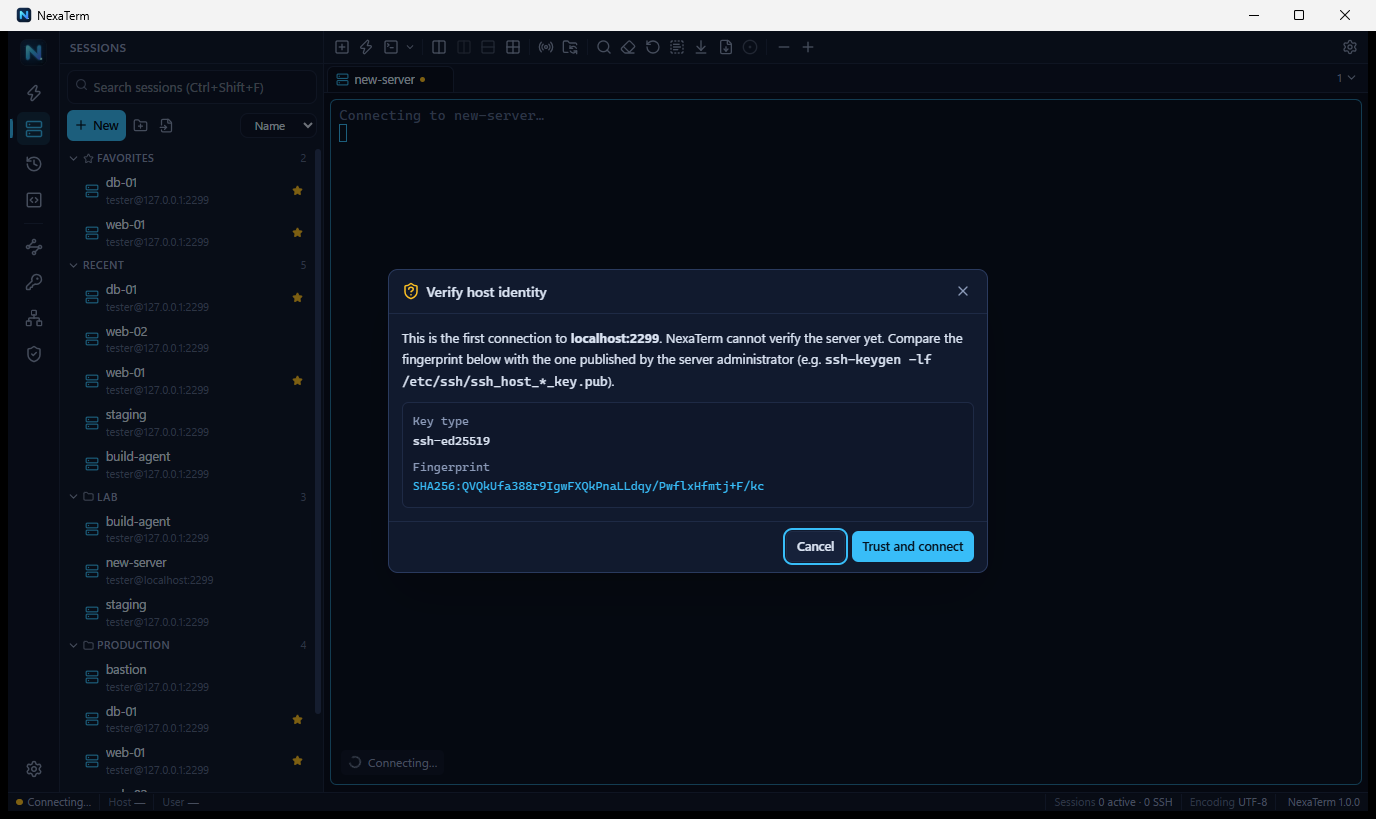 NexaTerm
SESSIONS
Search sessions (Ctrl+Shift+F)
New
Name
FAVORITES 2
db-01
tester@127.0.0.1:2299
web-01
tester@127.0.0.1:2299
RECENT 5
db-01
tester@127.0.0.1:2299
web-02
tester@127.0.0.1:2299
web-01
tester@127.0.0.1:2299
staging
tester@127.0.0.1:2299
build-agent
tester@127.0.0.1:2299
LAB 3
build-agent
tester@127.0.0.1:2299
new-server
tester@localhost:2299
staging
tester@127.0.0.1:2299
PRODUCTION 4
bastion
tester@127.0.0.1:2299
db-01
tester@127.0.0.1:2299
web-01
tester@127.0.0.1:2299
new-server
1
Connecting to new-server…
Verify host identity
This is the first connection to localhost:2299. NexaTerm cannot verify the server yet. Compare the
fingerprint below with the one published by the server administrator (e.g. ssh-keygen -lf
/etc/ssh/ssh_host_*_key.pub).
Key type
ssh-ed25519
Fingerprint
SHA256:QVQkUfa388r9IgwFXQkPnaLLdqy/PwflxHfmtj+F/kc
Cancel
Trust and connect
Connecting…
Connecting… Host — User —
Sessions 0 active · 0 SSH Encoding UTF-8 NexaTerm 1.0.0